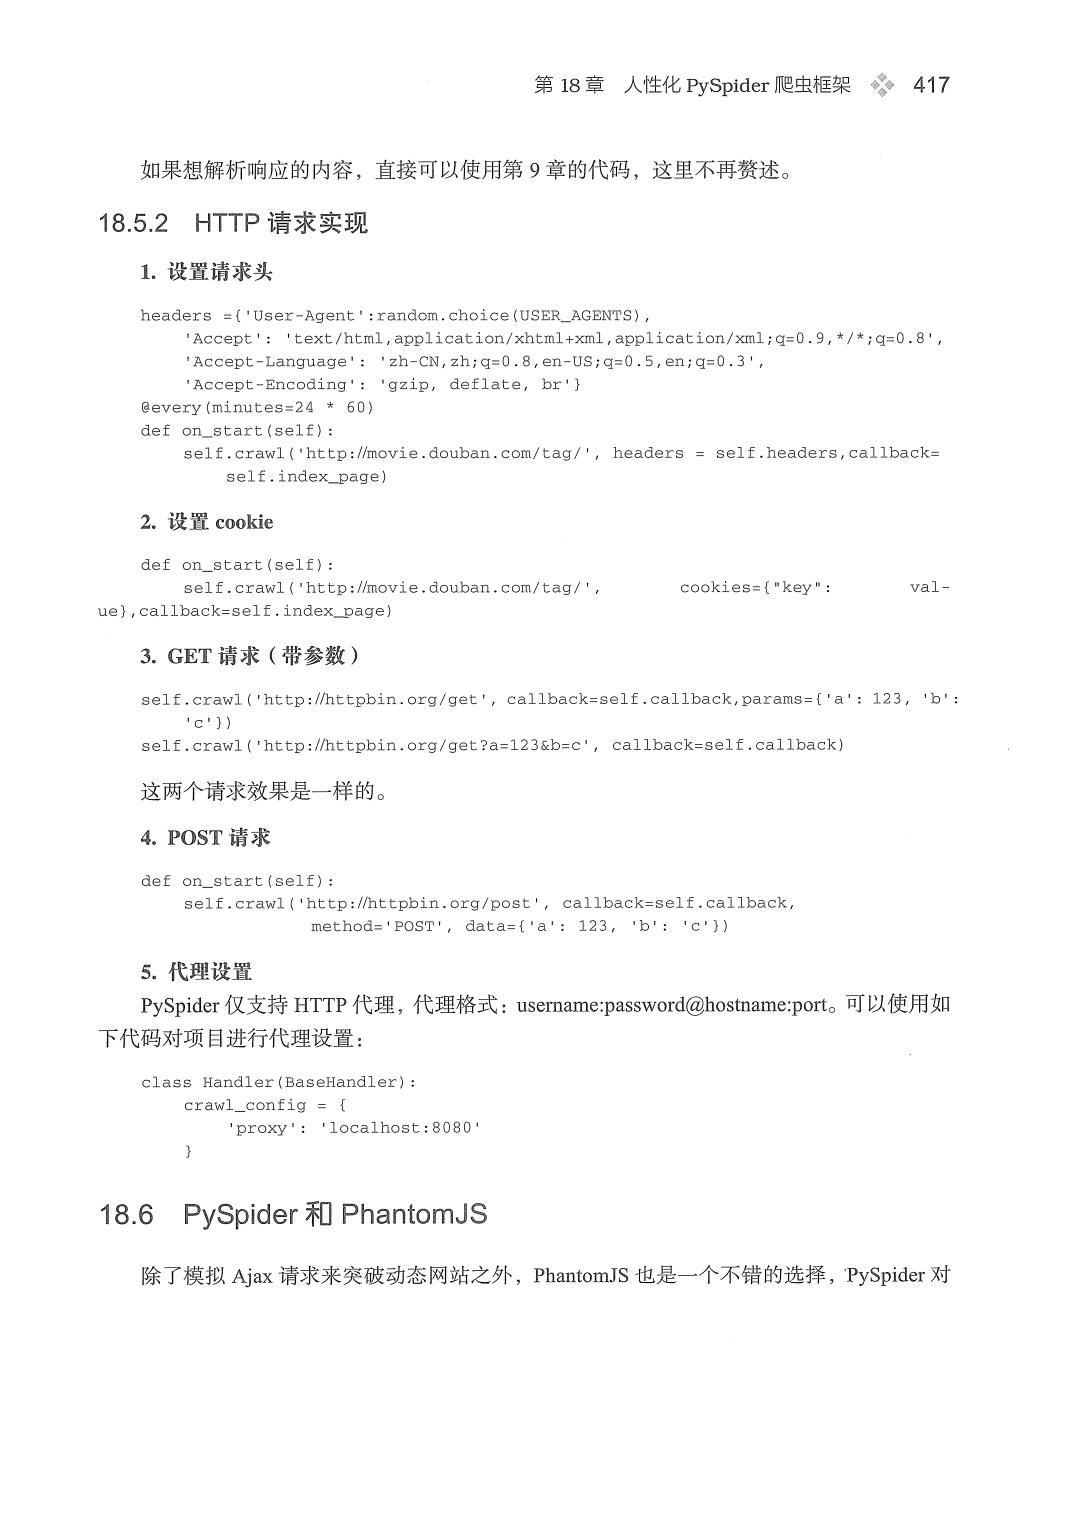 第 18 章 人性化 PySpider 爬虫框架 417
如果想解析响应的内容，直接可以使用第 9 章的代码，这里不再赘述。
18.5.2 HTTP 请求实现
1. 设置请求头
headers ={'User-Agent':random.choice(USER_AGENTS),
'Accept': 'text/html,application/xhtml+xml,application/xml;q=0.9,*/*;q=0.8',
'Accept-Language': 'zh-CN,zh;q=0.8,en-US;q=0.5,en;q=0.3',
'Accept-Encoding': 'gzip, deflate, br'}
@every(minutes=24 * 60)
def on_start(self):
self.crawl('http://movie.douban.com/tag/', headers = self.headers,callback=
self.index_page)
2. 设置 cookie
def on_start(self):
self.crawl('http://movie.douban.com/tag/', cookies={"key": val-
ue},callback=self.index_page)
3. GET 请求（带参数）
self.crawl('http://httpbin.org/get', callback=self.callback,params={'a': 123, 'b':
'c'})
self.crawl('http://httpbin.org/get?a=123&b=c', callback=self.callback)
这两个请求效果是一样的。
4. POST 请求
def on_start(self):
self.crawl('http://httpbin.org/post', callback=self.callback,
method='POST', data={'a': 123, 'b': 'c'})
5. 代理设置
PySpider 仅支持 HTTP 代理，代理格式：username:password@hostname:port。可以使用如
下代码对项目进行代理设置：
class Handler(BaseHandler):
crawl_config = {
'proxy': 'localhost:8080'
}
18.6 PySpider 和 PhantomJS
除了模拟 Ajax 请求来突破动态网站之外，PhantomJS 也是一个不错的选择，PySpider 对